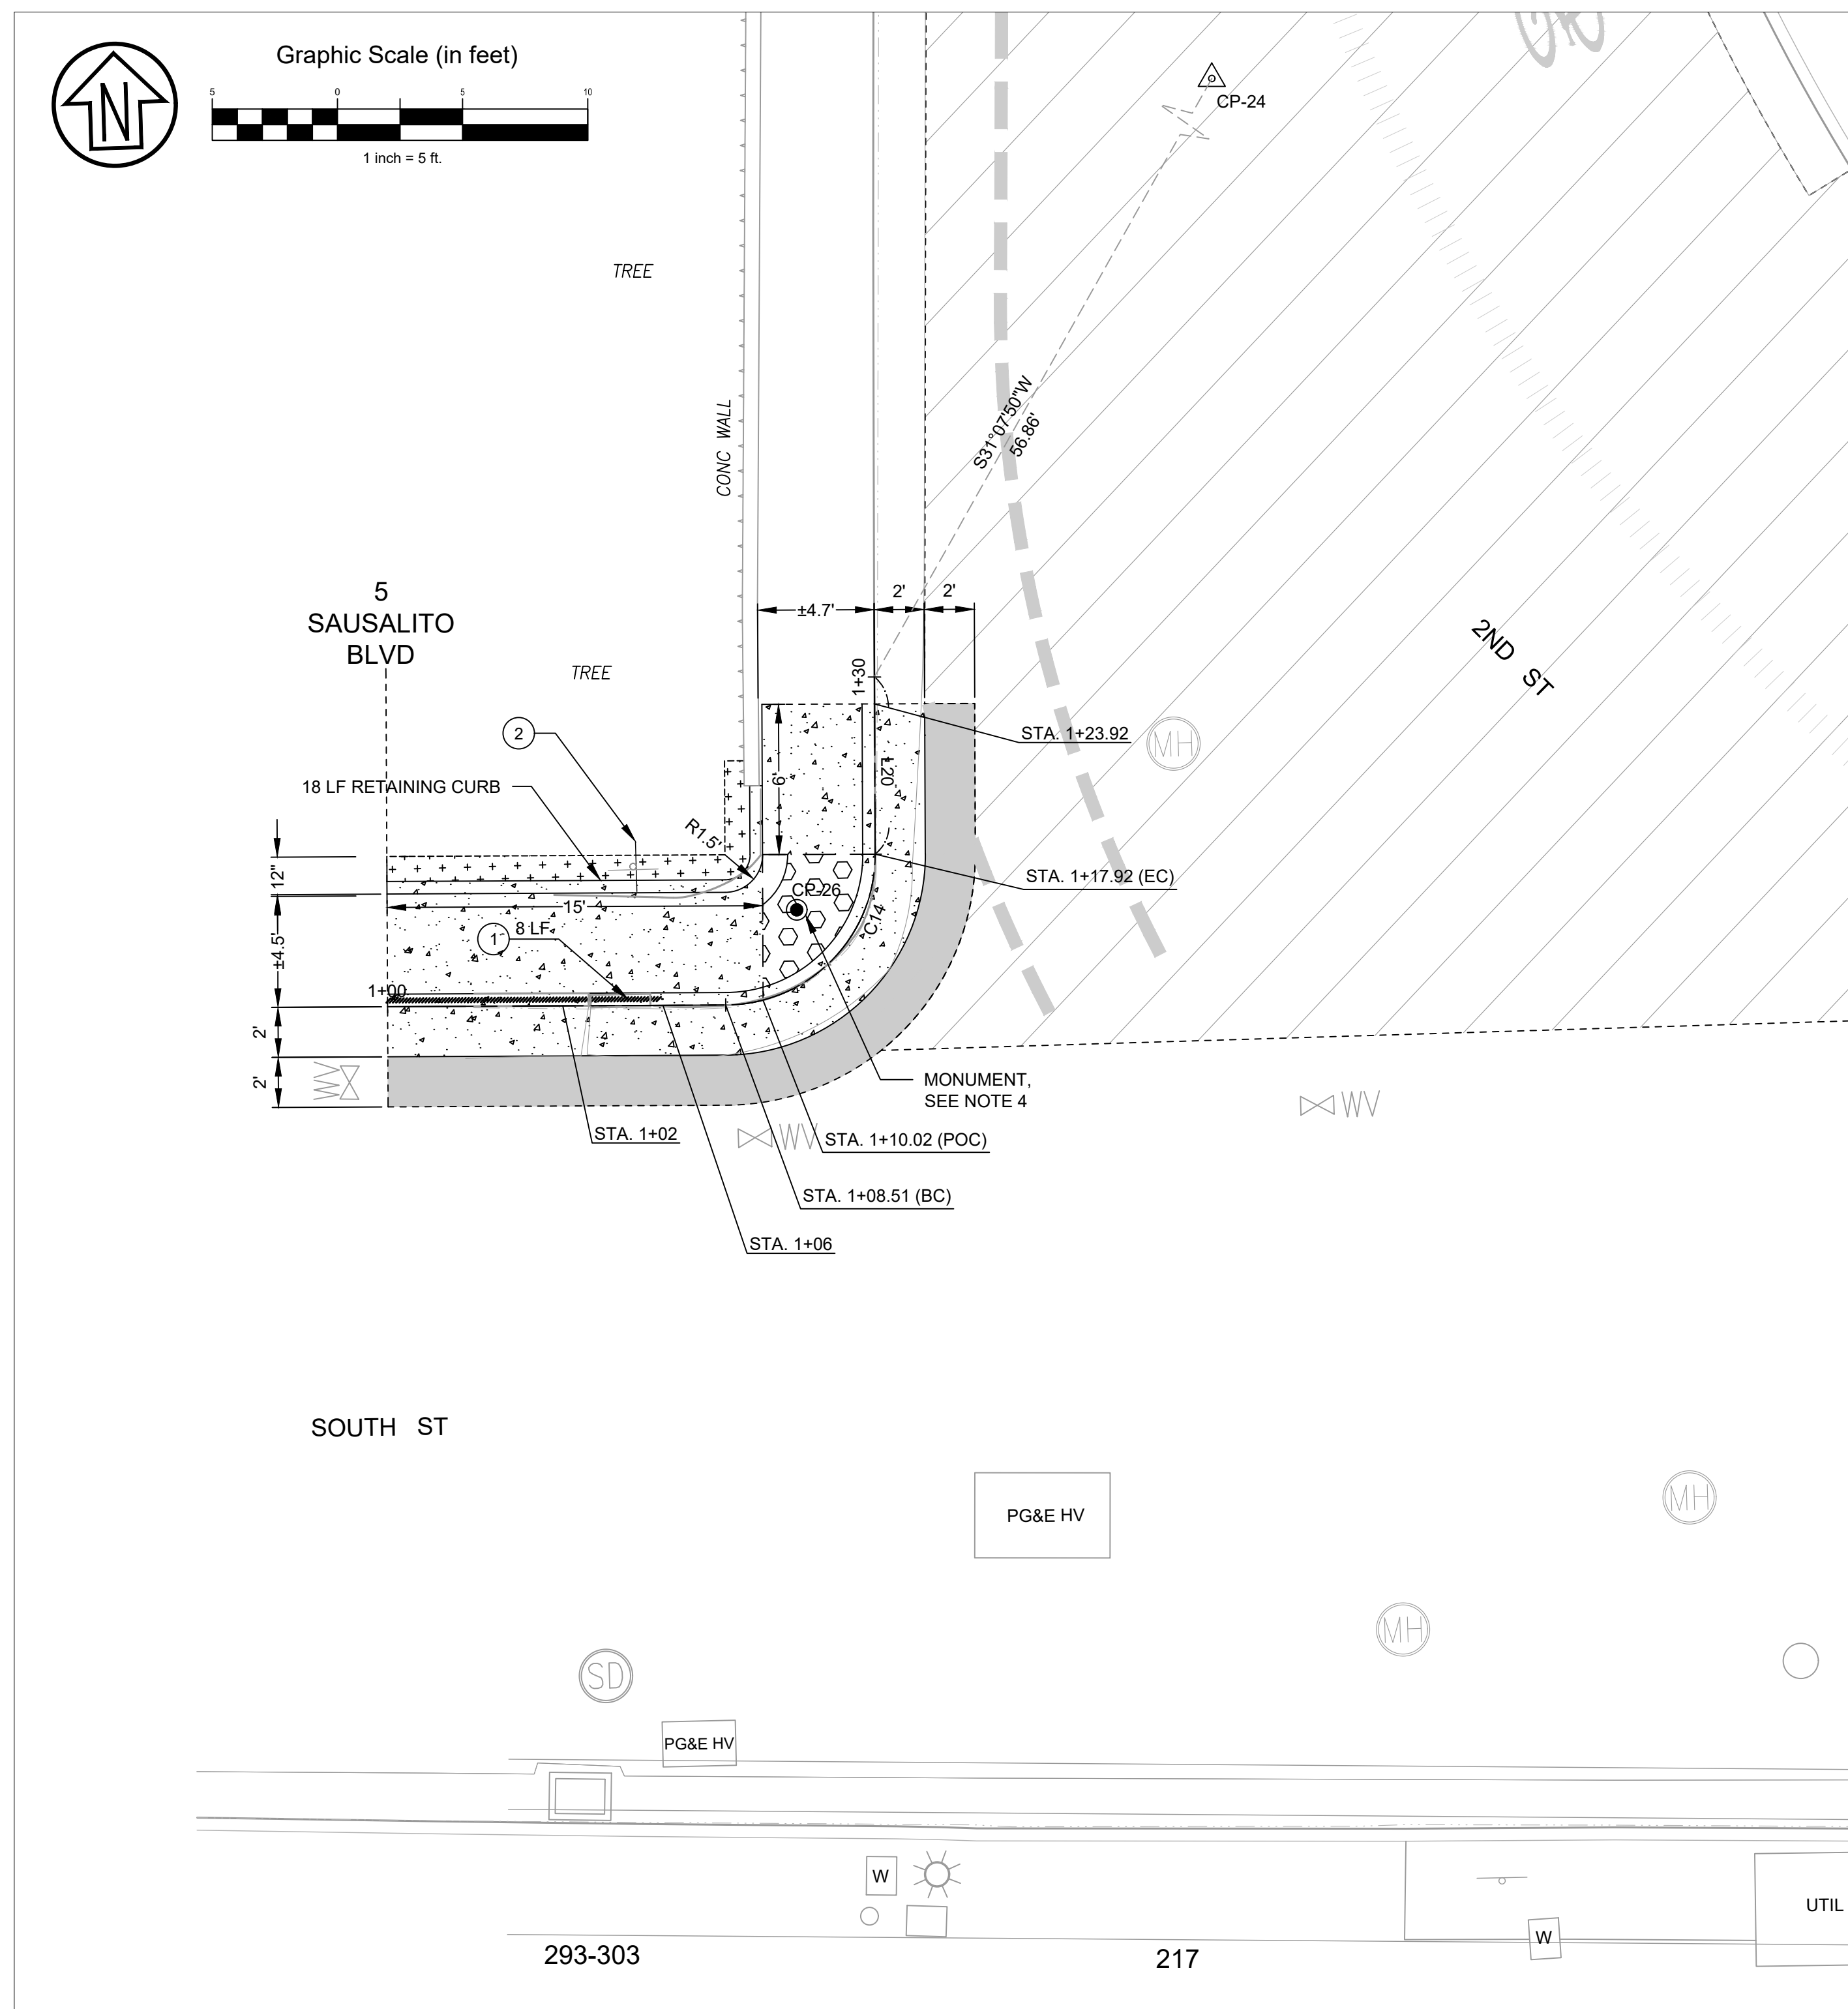 N
Graphic Scale (in feet)
5 0 5 10
1 inch = 5 ft.
CP-24
TREE
CONC WALL
S31°07'50"W
56.86'
5
SAUSALITO
BLVD
2'
2'
±4.7'
2ND ST
TREE
1+30
2
STA. 1+23.92
MH
18 LF RETAINING CURB
6'
L20
R1.5'
12"
STA. 1+17.92 (EC)
CP-26
15'
C14
8 LF
1
±4.5'
1+00
2'
2'
MONUMENT,
SEE NOTE 4
WV
STA. 1+02
WV
STA. 1+10.02 (POC)
STA. 1+08.51 (BC)
STA. 1+06
SOUTH ST
MH
PG&E HV
MH
SD
PG&E HV
W
UTIL
W
293-303
217